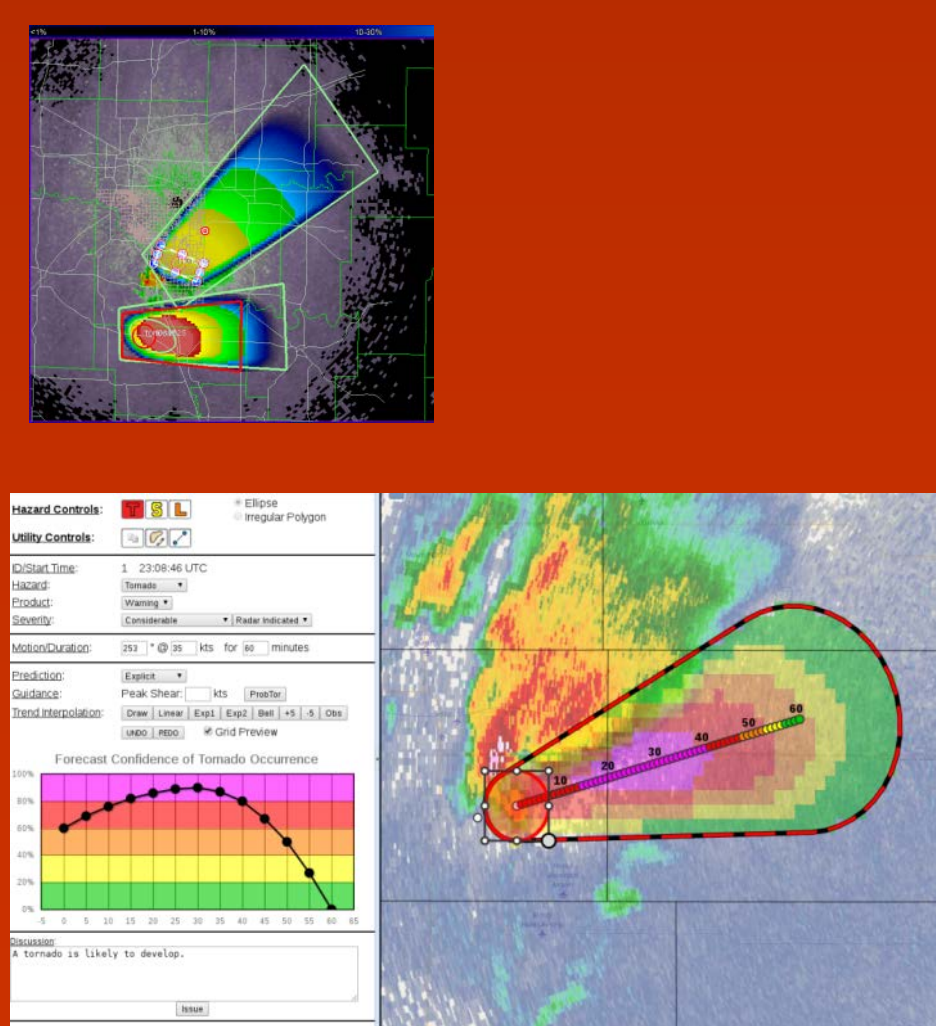 <1% 1-10% 10-30%
Hazard Controls: T S L Ellipse
Irregular Polygon
Utility Controls:
ID/Start Time: 1 23:08:46 UTC
Hazard: Tornado
Product: Warning
Severity: Considerable Radar Indicated
Motion/Duration: 253 ° @ 35 kts for 60 minutes
Prediction: Explicit
Guidance: Peak Shear: kts ProbTor
Trend Interpolation: Draw Linear Exp1 Exp2 Bell +5 -5 Obs
UNDO REDO Grid Preview
Forecast Confidence of Tornado Occurrence
100%
80%
60%
40%
20%
0%
-5 0 5 10 15 20 25 30 35 40 45 50 55 60 65
Discussion:
A tornado is likely to develop.
Issue
10 20 30 40 50 60